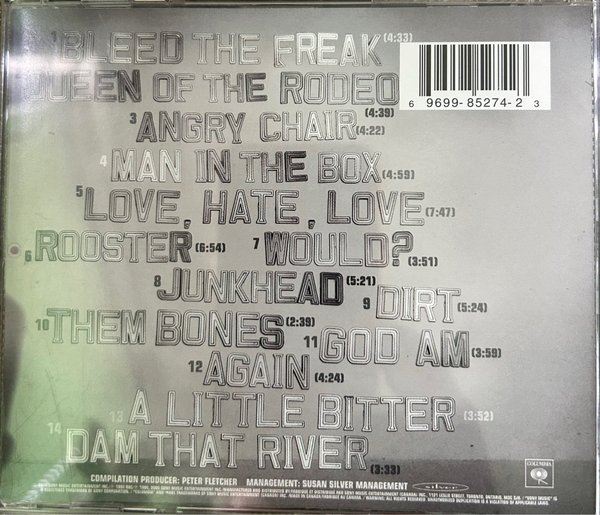 1 BLEED THE FREAK (4:33)
QUEEN OF THE RODEO (4:39)
3 ANGRY CHAIR (4:22)
4 MAN IN THE BOX (4:59)
5 LOVE, HATE, LOVE (7:47)
6 ROOSTER (6:54) 7 WOULD? (3:51)
8 JUNKHEAD (5:21) 9 DIRT (5:24)
10 THEM BONES (2:39) 11 GOD AM (3:59)
12 AGAIN (4:24)
13 A LITTLE BITTER (3:52)
14 DAM THAT RIVER (3:33)
6 9699-85274-2 3
COMPILATION PRODUCER: PETER FLETCHER MANAGEMENT: SUSAN SILVER MANAGEMENT silver
COLUMBIA